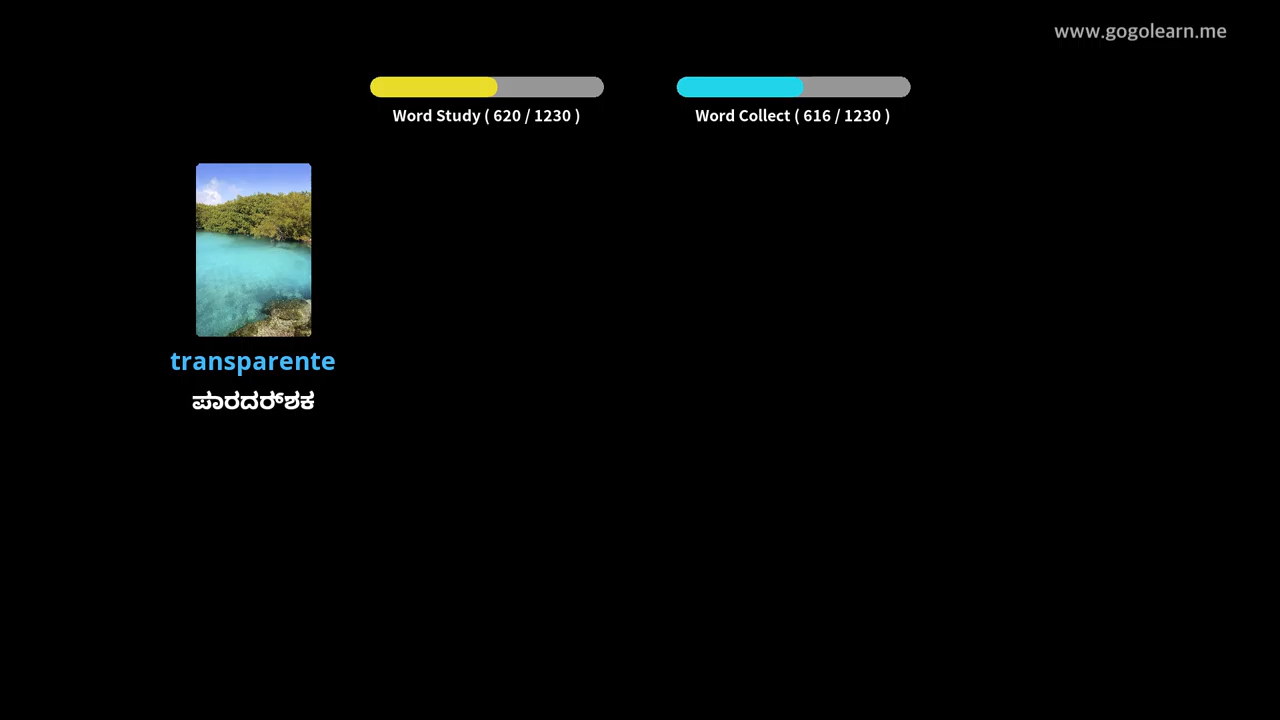 www.gogolearn.me
Word Study ( 620 / 1230 )
Word Collect ( 616 / 1230 )
transparente
ಪಾರದರ್ಶಕ